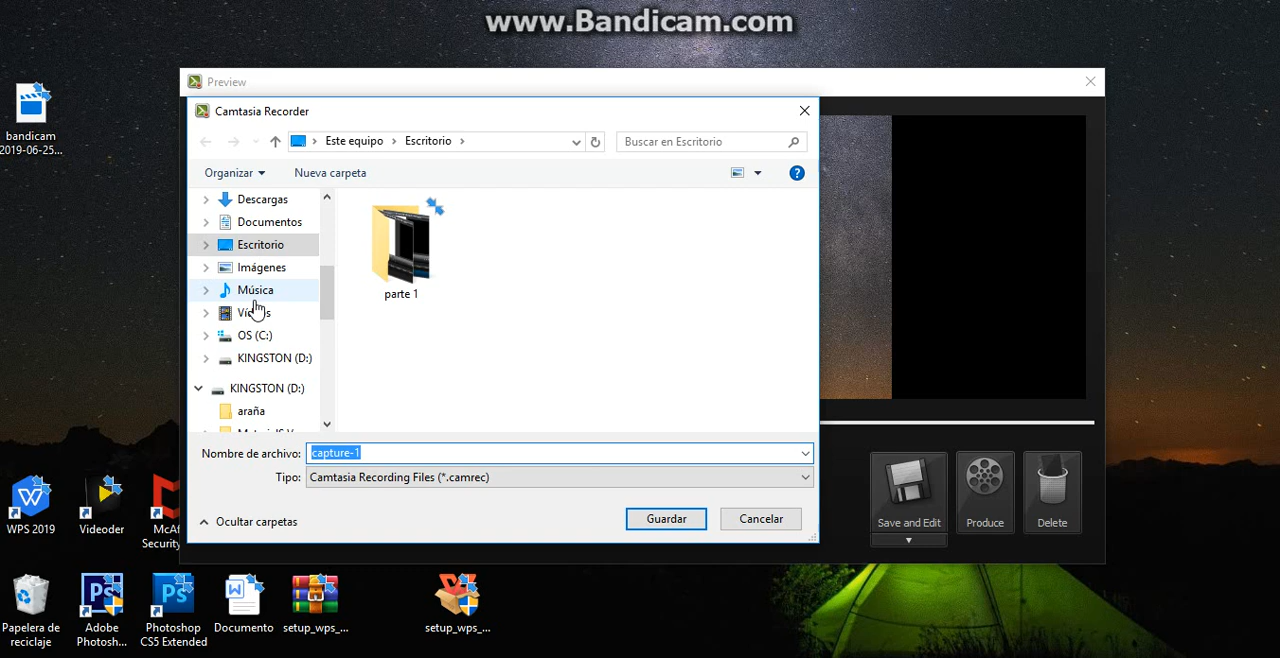 www.Bandicam.com
bandicam
2019-06-25...
Preview
Camtasia Recorder
Este equipo > Escritorio >
Buscar en Escritorio
Organizar
Nueva carpeta
Descargas
Documentos
Escritorio
Imágenes
Música
OS (C:)
KINGSTON (D:)
KINGSTON (D:)
araña
parte 1
Nombre de archivo:
capture-1
Tipo:
Camtasia Recording Files (*.camrec)
Ocultar carpetas
Guardar
Cancelar
Save and Edit
Produce
Delete
WPS 2019
Videoder
McAf
Security
Papelera de
reciclaje
Adobe
Photosh...
Photoshop
CS5 Extended
Documento
setup_wps_...
setup_wps_...